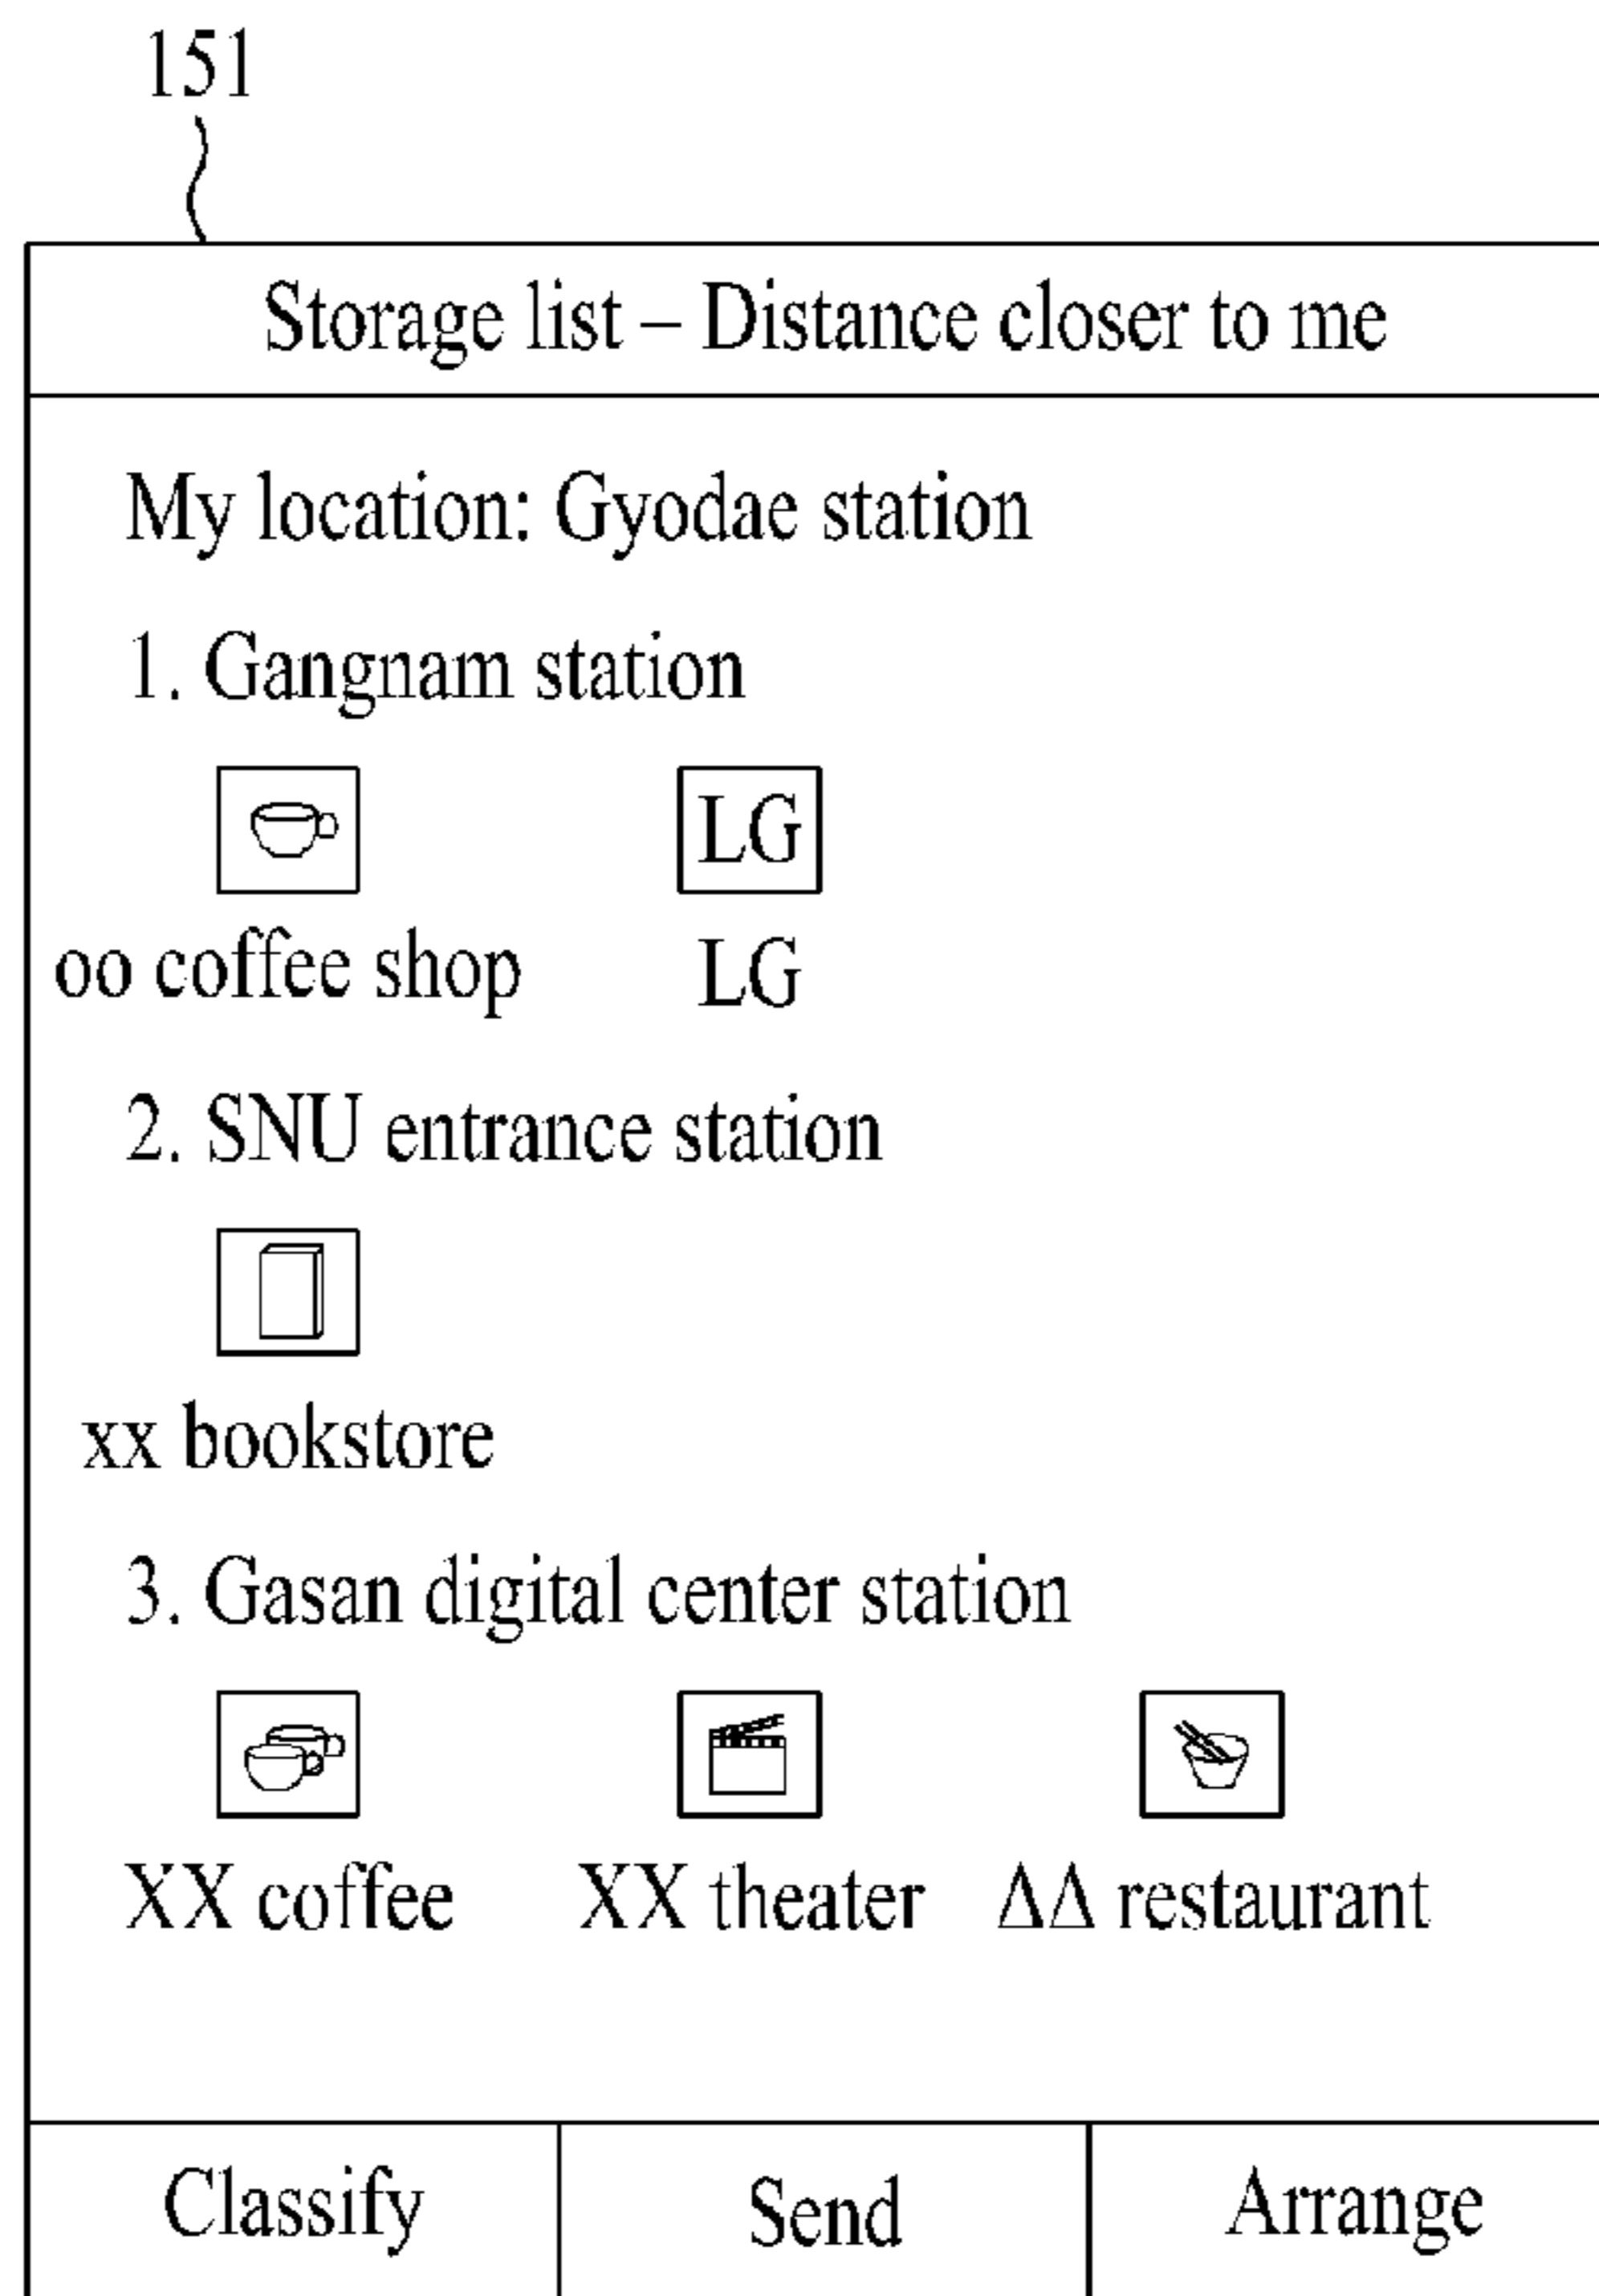 151
Storage list – Distance closer to me
My location: Gyodae station
1. Gangnam station
LG
oo coffee shop LG
2. SNU entrance station
xx bookstore
3. Gasan digital center station
XX coffee XX theater ΔΔ restaurant
Classify Send Arrange